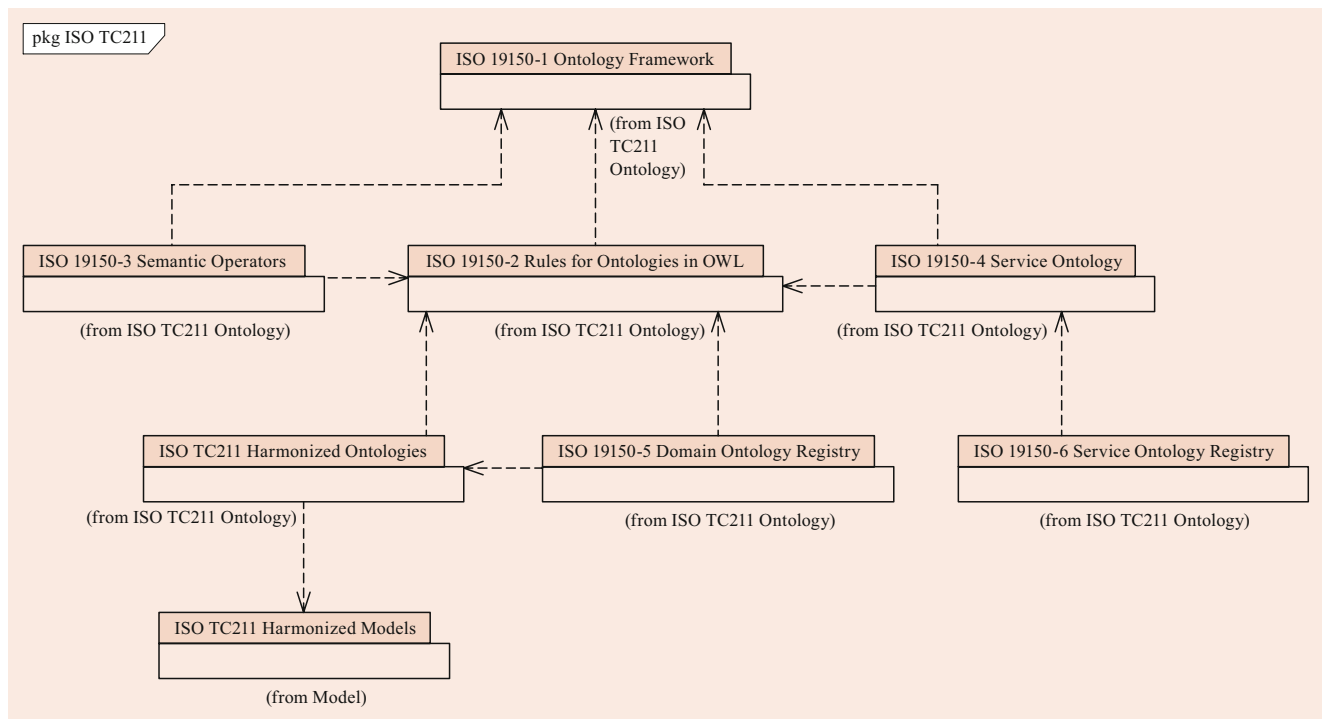 pkg ISO TC211
ISO 19150-1 Ontology Framework
(from ISO
TC211
Ontology)
ISO 19150-3 Semantic Operators
ISO 19150-2 Rules for Ontologies in OWL
ISO 19150-4 Service Ontology
(from ISO TC211 Ontology)
(from ISO TC211 Ontology)
(from ISO TC211 Ontology)
ISO TC211 Harmonized Ontologies
ISO 19150-5 Domain Ontology Registry
ISO 19150-6 Service Ontology Registry
(from ISO TC211 Ontology)
(from ISO TC211 Ontology)
(from ISO TC211 Ontology)
ISO TC211 Harmonized Models
(from Model)